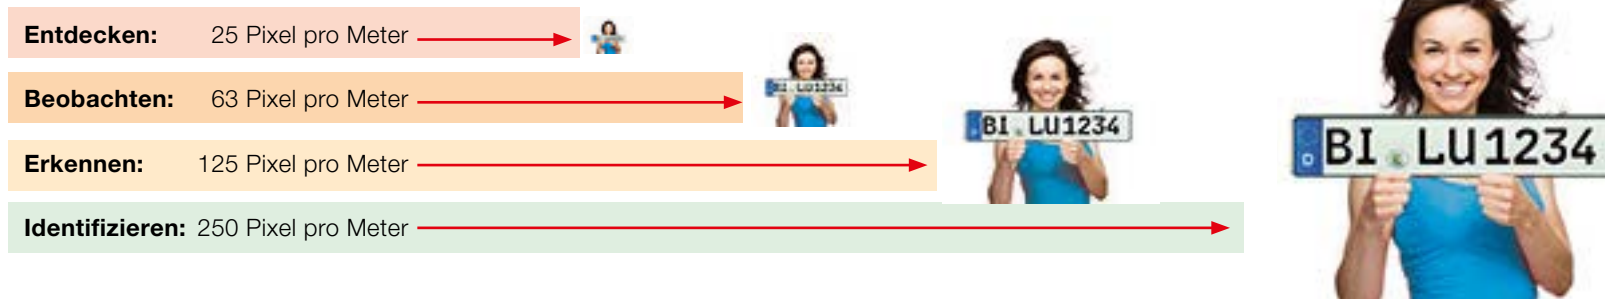 Entdecken: 25 Pixel pro Meter
Beobachten: 63 Pixel pro Meter
BI LU1234
Erkennen: 125 Pixel pro Meter
BI LU1234
Identifizieren: 250 Pixel pro Meter
D BI LU1234